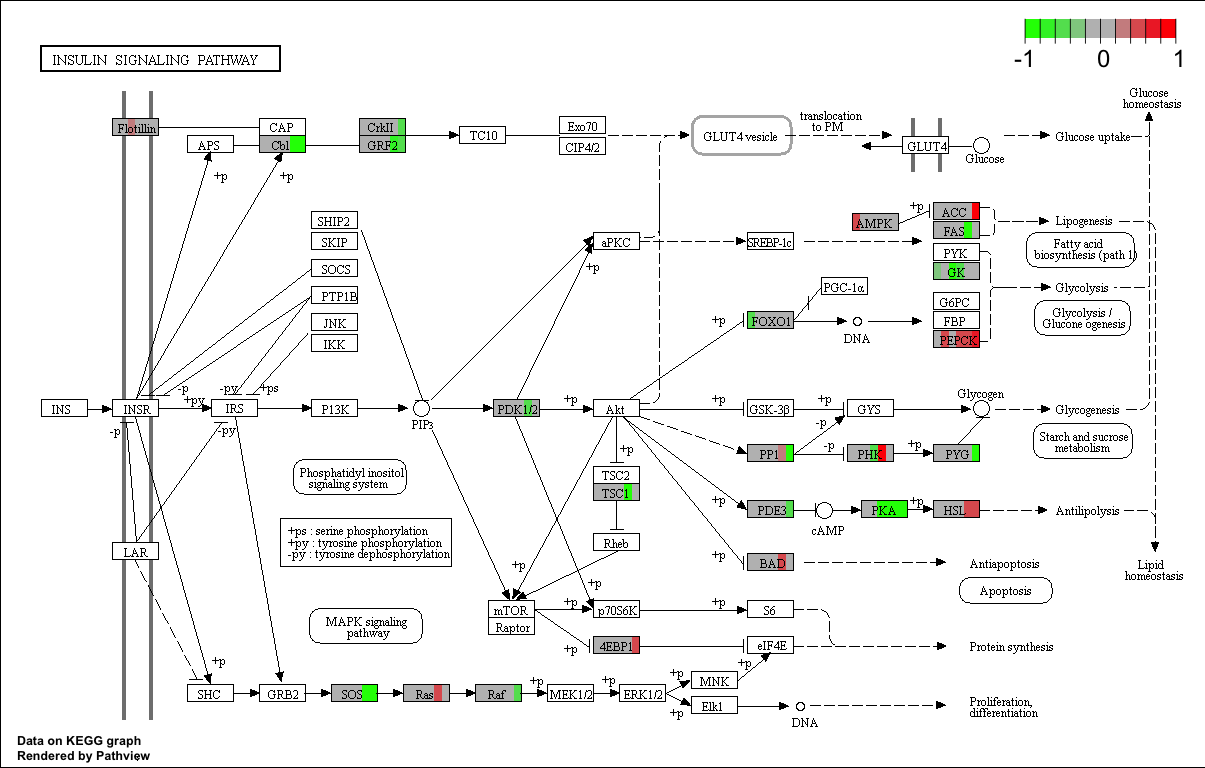 -1 0 1
INSULIN SIGNALING PATHWAY
Glucose
homeostasis
Flotillin
CAP
Cbl
APS
CrkII
GRF2
TC10
Exo70
CIP4/2
GLUT4 vesicle
translocation
to PM
GLUT4
Glucose
Glucose uptake
+p
+p
SHIP2
SKIP
SOCS
PTP1B
JNK
IKK
aPKC
+p
SREBP-1c
AMPK
+p
ACC
FAS
PYK
GK
G6PC
FBP
PEPCK
Lipogenesis
Fatty acid
biosynthesis (path 1)
Glycolysis
Glycolysis /
Glucone ogenesis
PGC-1α
+p
FOXO1
DNA
-p
+py
-py
+ps
INS
INSR
IRS
P13K
PIP3
PDK1/2
+p
Akt
+p
GSK-3β
+p
GYS
Glycogen
Glycogenesis
-p
-py
-p
-p
+p
PP1
PHK
PYG
Starch and sucrose
metabolism
Phosphatidyl inositol
signaling system
+p
TSC2
TSC1
+p
PDE3
cAMP
PKA
+p
HSL
Antilipolysis
+ps : serine phosphorylation
+py : tyrosine phosphorylation
-py : tyrosine dephosphorylation
LAR
Rheb
+p
BAD
Antiapoptosis
Apoptosis
Lipid
homeostasis
+p
+p
mTOR
Raptor
+p
p70S6K
+p
S6
MAPK signaling
pathway
+p
4EBP1
eIF4E
Protein synthesis
+p
+p
SHC
GRB2
SOS
Ras
Raf
+p
MEK1/2
+p
ERK1/2
+p
MNK
+p
Elk1
DNA
Proliferation,
differentiation
Data on KEGG graph
Rendered by Pathview